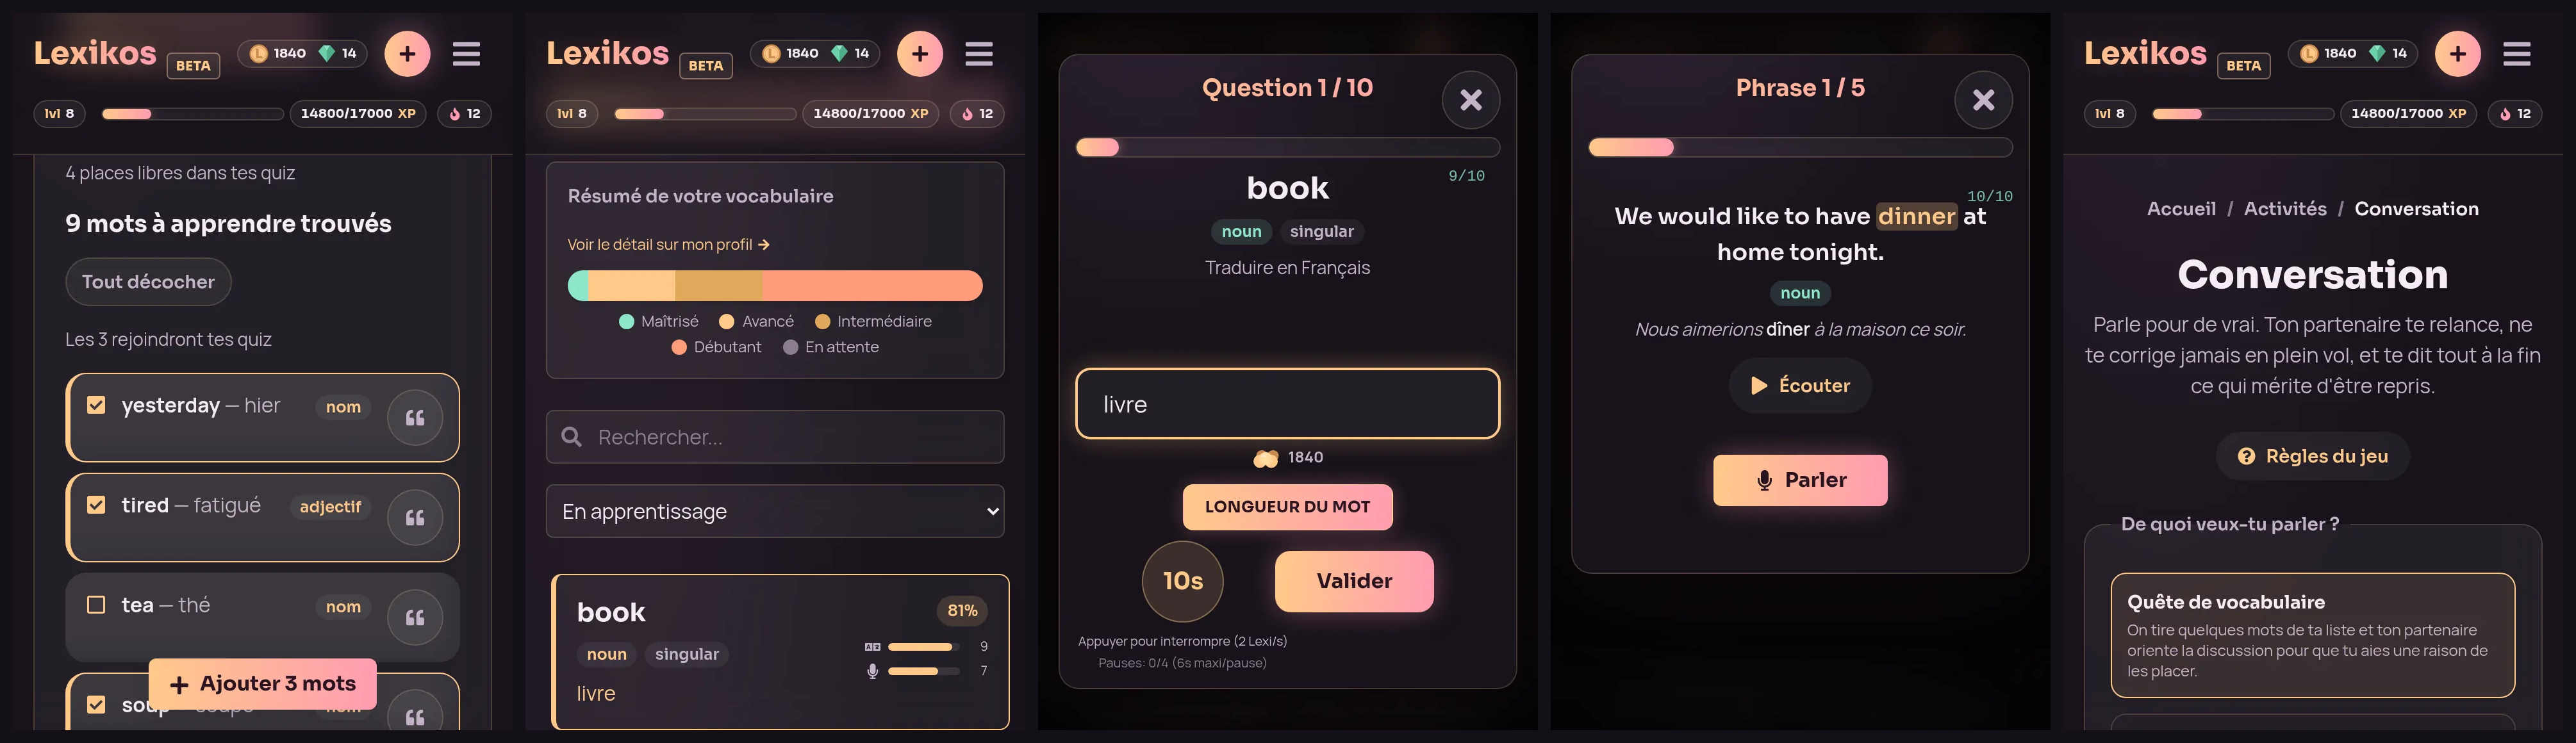 Lexikos BETA 1840 14
lvl 8 14800/17000 XP 12
4 places libres dans tes quiz
9 mots à apprendre trouvés
Tout décocher
Les 3 rejoindront tes quiz
yesterday — hier nom
tired — fatigué adjectif
tea — thé nom
Ajouter 3 mots
Lexikos BETA 1840 14
lvl 8 14800/17000 XP 12
Résumé de votre vocabulaire
Voir le détail sur mon profil →
Maîtrisé Avancé Intermédiaire
Débutant En attente
Rechercher...
En apprentissage
book 81%
noun singular 9
7
livre
Question 1 / 10
9/10
book
noun singular
Traduire en Français
livre
1840
LONGUEUR DU MOT
10s Valider
Appuyer pour interrompre (2 Lexi/s)
Pauses: 0/4 (6s maxi/pause)
Phrase 1 / 5
10/10
We would like to have dinner at
home tonight.
noun
Nous aimerions dîner à la maison ce soir.
Écouter
Parler
Lexikos BETA 1840 14
lvl 8 14800/17000 XP 12
Accueil / Activités / Conversation
Conversation
Parle pour de vrai. Ton partenaire te relance, ne
te corrige jamais en plein vol, et te dit tout à la fin
ce qui mérite d'être repris.
Règles du jeu
De quoi veux-tu parler ?
Quête de vocabulaire
On tire quelques mots de ta liste et ton partenaire
oriente la discussion pour que tu aies une raison de
les placer.